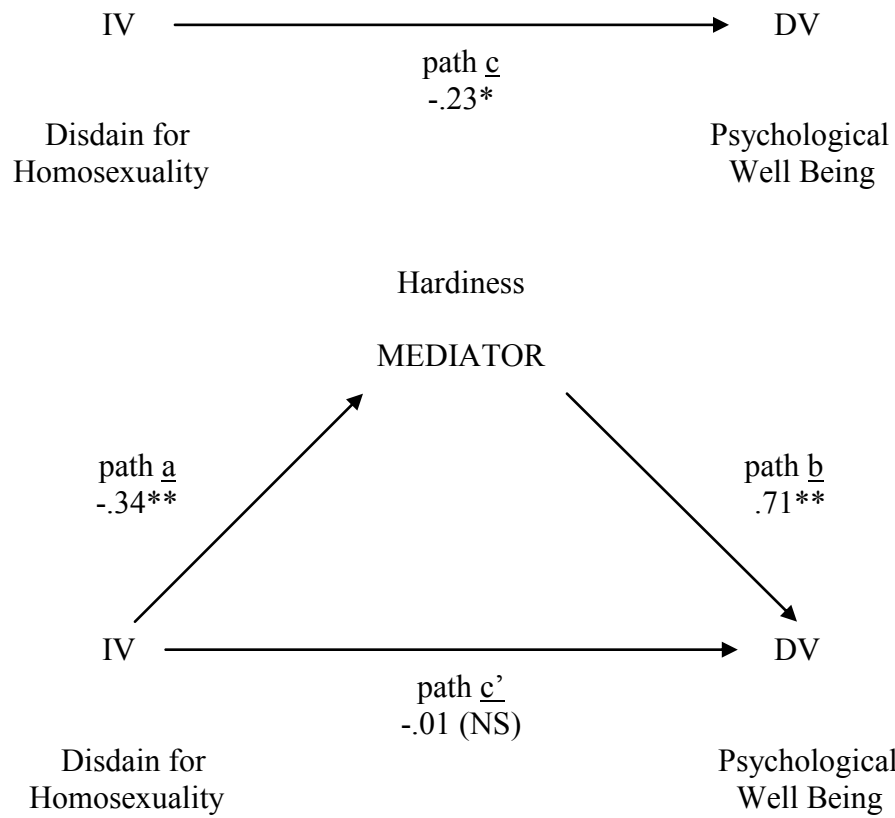 IV
DV
path c
-.23*
Disdain for
Homosexuality
Psychological
Well Being
Hardiness
MEDIATOR
path a
-.34**
path b
.71**
IV
DV
path c’
-.01 (NS)
Disdain for
Homosexuality
Psychological
Well Being